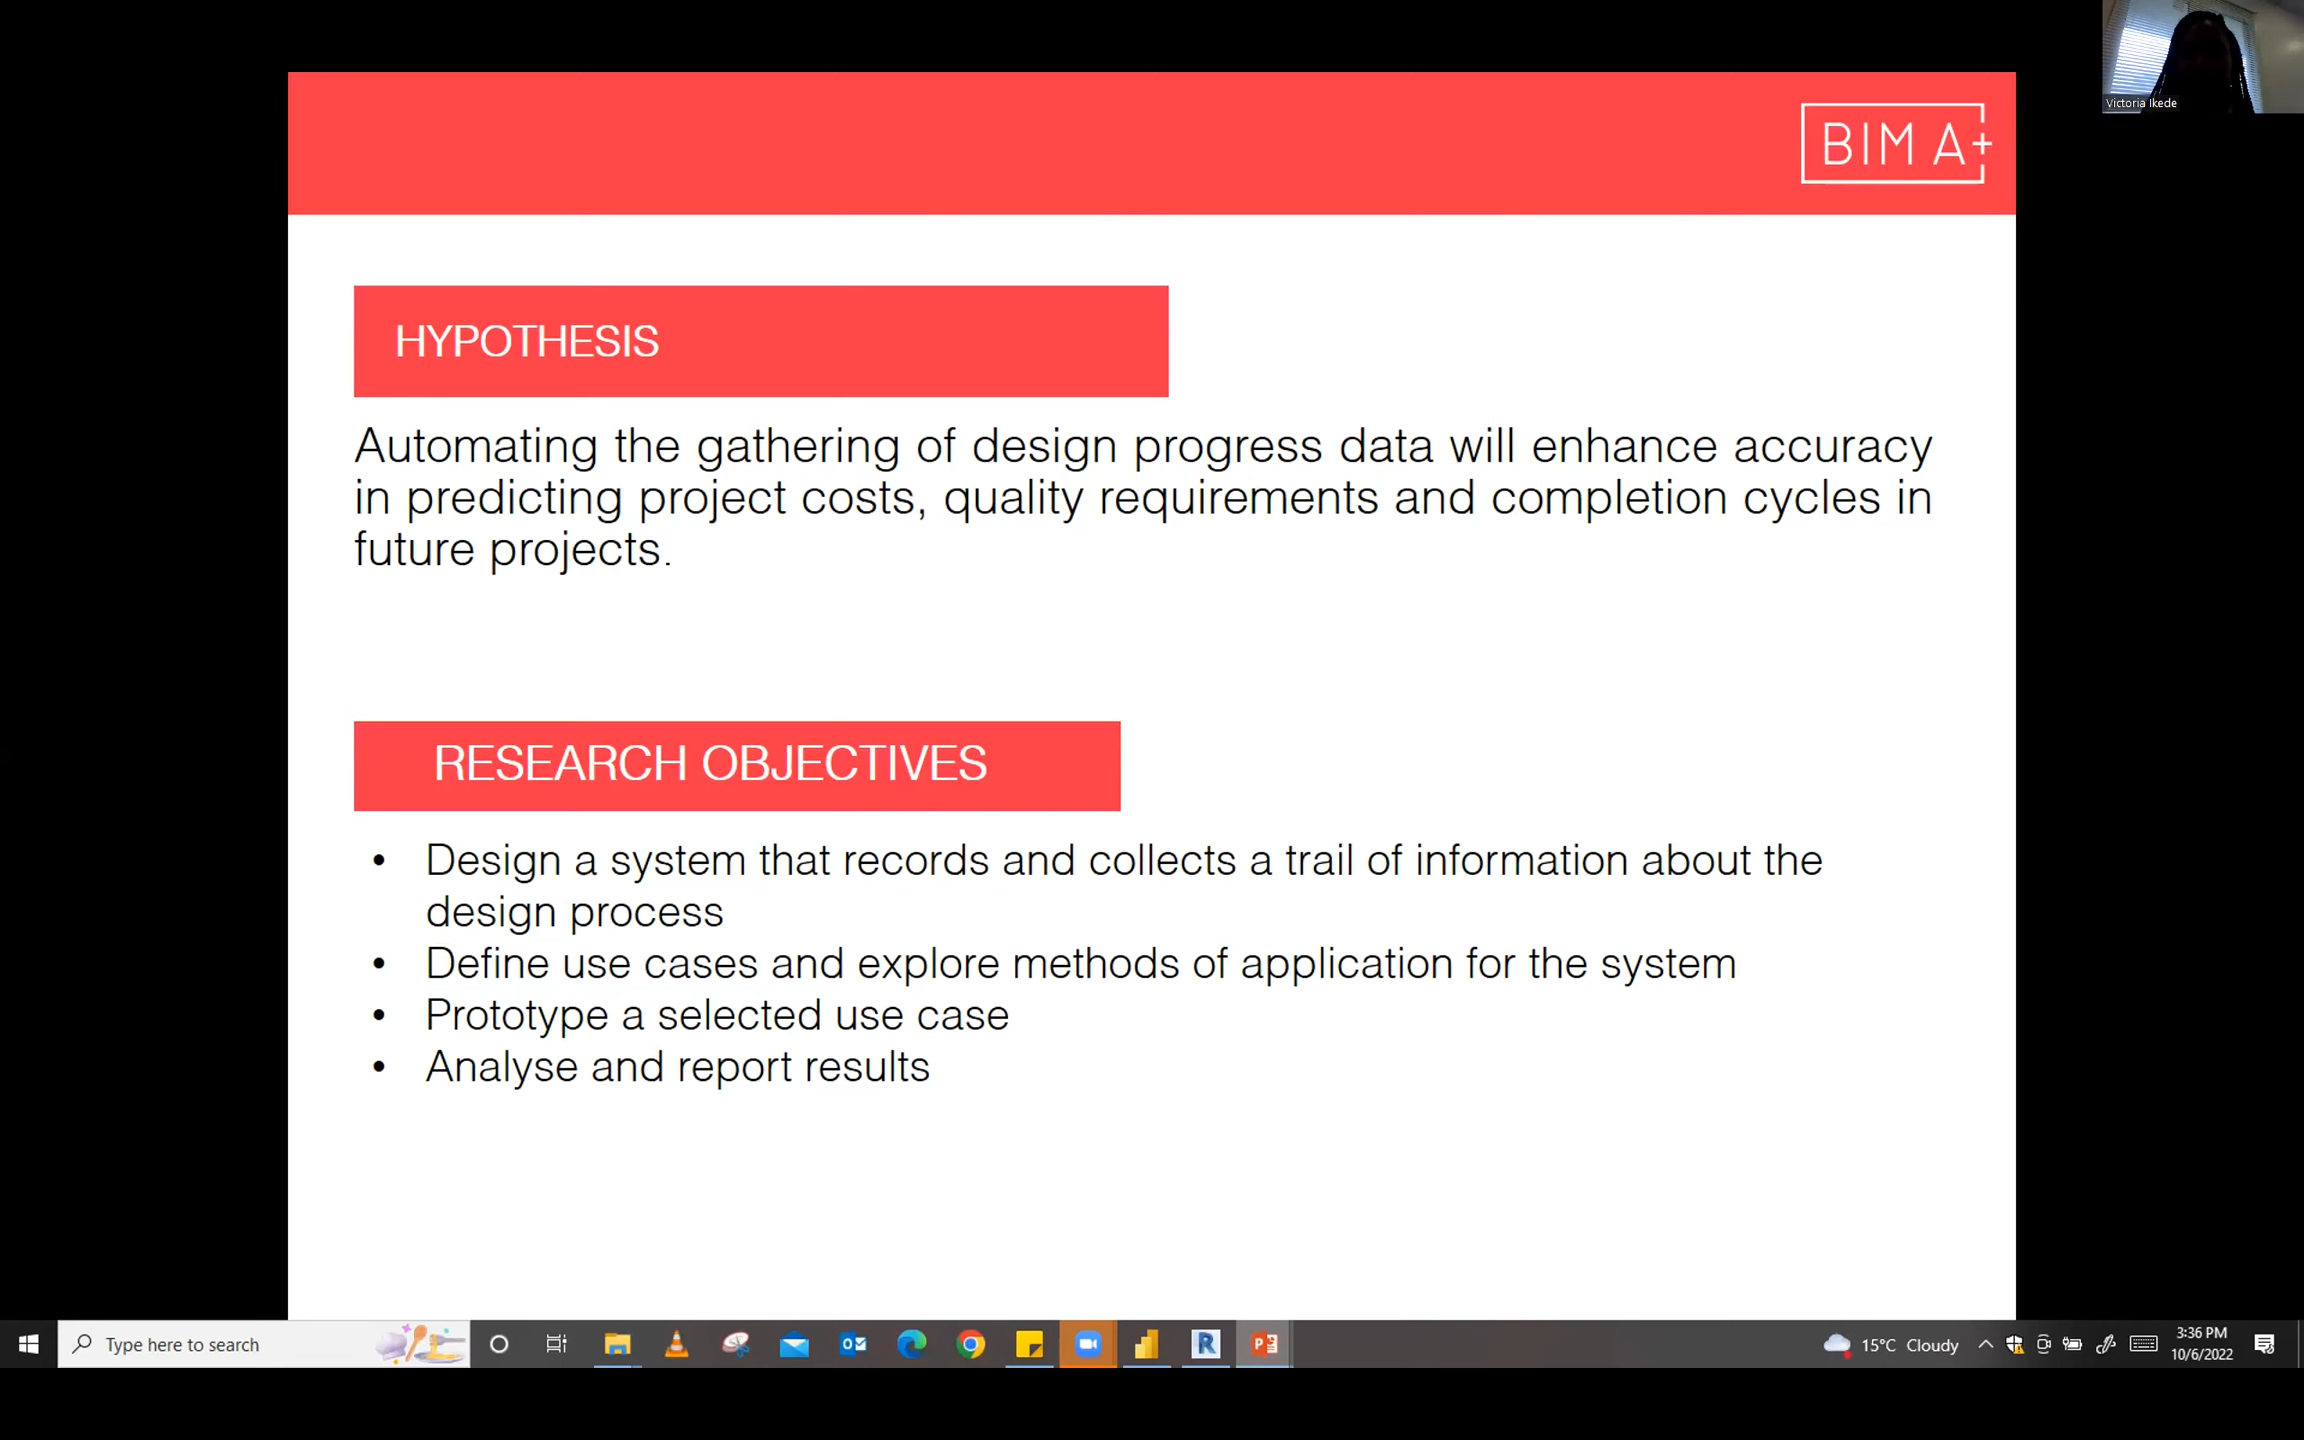 Victoria Ikede
BIM A+
HYPOTHESIS
Automating the gathering of design progress data will enhance accuracy
in predicting project costs, quality requirements and completion cycles in
future projects.
RESEARCH OBJECTIVES
• Design a system that records and collects a trail of information about the
design process
• Define use cases and explore methods of application for the system
• Prototype a selected use case
• Analyse and report results
Type here to search
15°C Cloudy
3:36 PM
10/6/2022